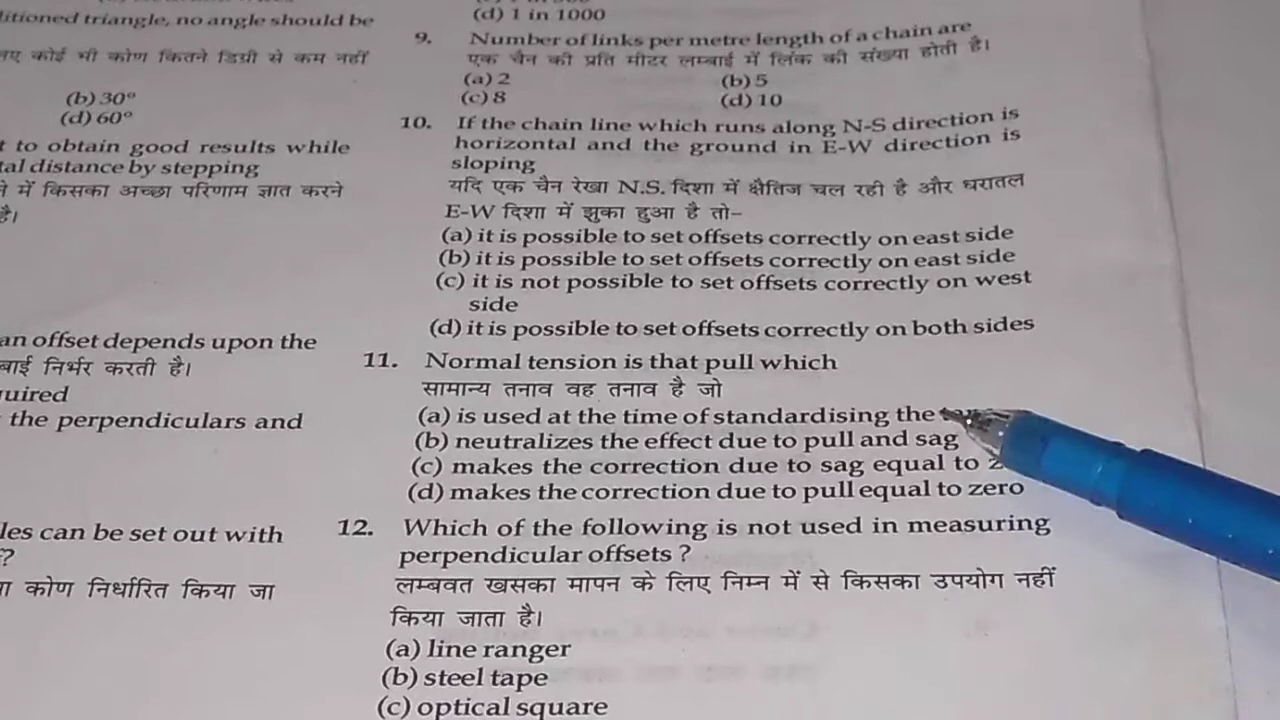 litioned triangle, no angle should be
कोई भी कोण कितने डिग्री से कम नहीं
(b) 30°
(d) 60°
t to obtain good results while
tal distance by stepping
ने में किसका अच्छा परिणाम ज्ञात करने
है।
an offset depends upon the
बाई निर्भर करती है।
uired
the perpendiculars and
les can be set out with
?
ा कोण निर्धारित किया जा
(d) 1 in 1000
9. Number of links per metre length of a chain are
एक चैन की प्रति मीटर लम्बाई में लिंक की संख्या होती है।
(a) 2 (b) 5
(c) 8 (d) 10
10. If the chain line which runs along N-S direction is
horizontal and the ground in E-W direction is
sloping
यदि एक चैन रेखा N.S. दिशा में क्षैतिज चल रही है और धरातल
E-W दिशा में झुका हुआ है तो–
(a) it is possible to set offsets correctly on east side
(b) it is possible to set offsets correctly on east side
(c) it is not possible to set offsets correctly on west
side
(d) it is possible to set offsets correctly on both sides
11. Normal tension is that pull which
सामान्य तनाव वह तनाव है जो
(a) is used at the time of standardising the
(b) neutralizes the effect due to pull and sag
(c) makes the correction due to sag equal to
(d) makes the correction due to pull equal to zero
12. Which of the following is not used in measuring
perpendicular offsets ?
लम्बवत खसका मापन के लिए निम्न में से किसका उपयोग नहीं
किया जाता है।
(a) line ranger
(b) steel tape
(c) optical square